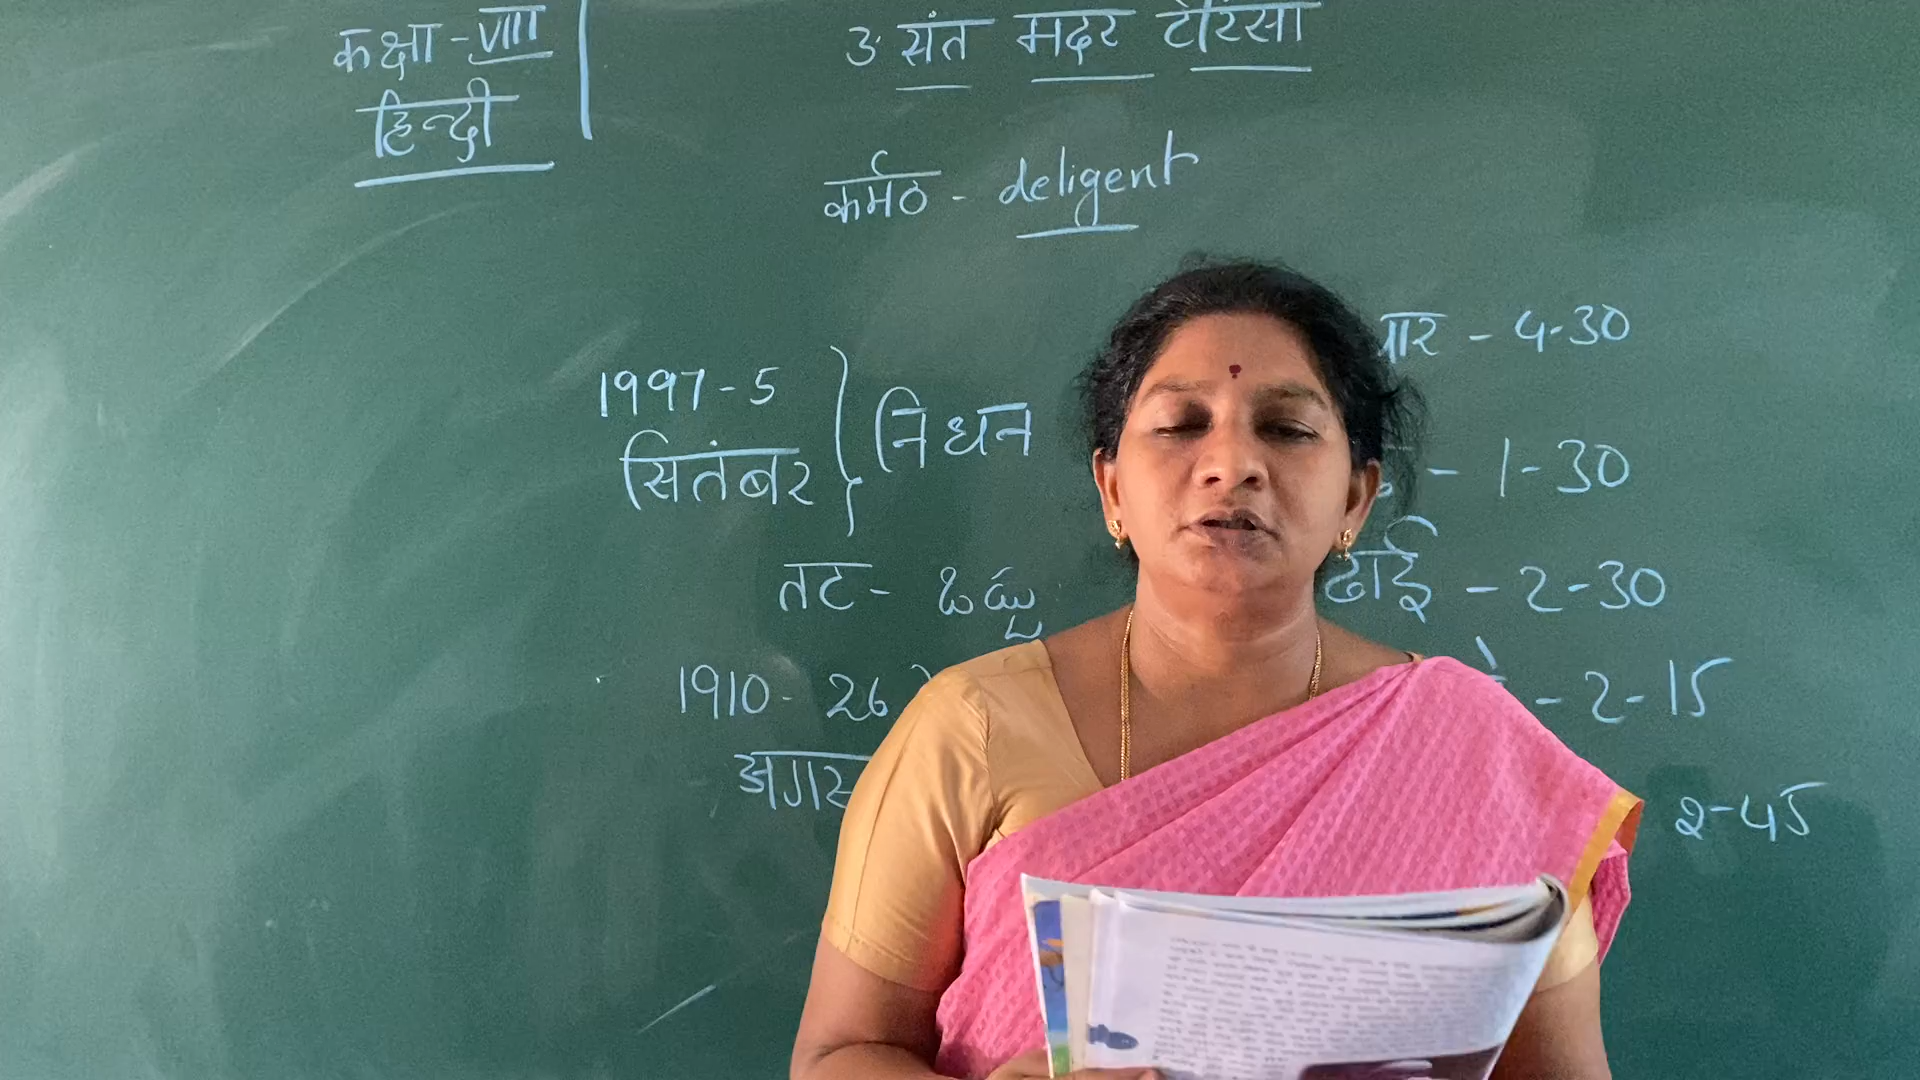 कक्षा - VIII
हिन्दी
3. संत मदर टेरेसा
कर्मठ - deligent
1997 - 5
सितंबर } निधन
तट - ఒడ్డు
1910 - 26
4-30
- 1-30
ढाई - 2-30
- 2-15
2-45